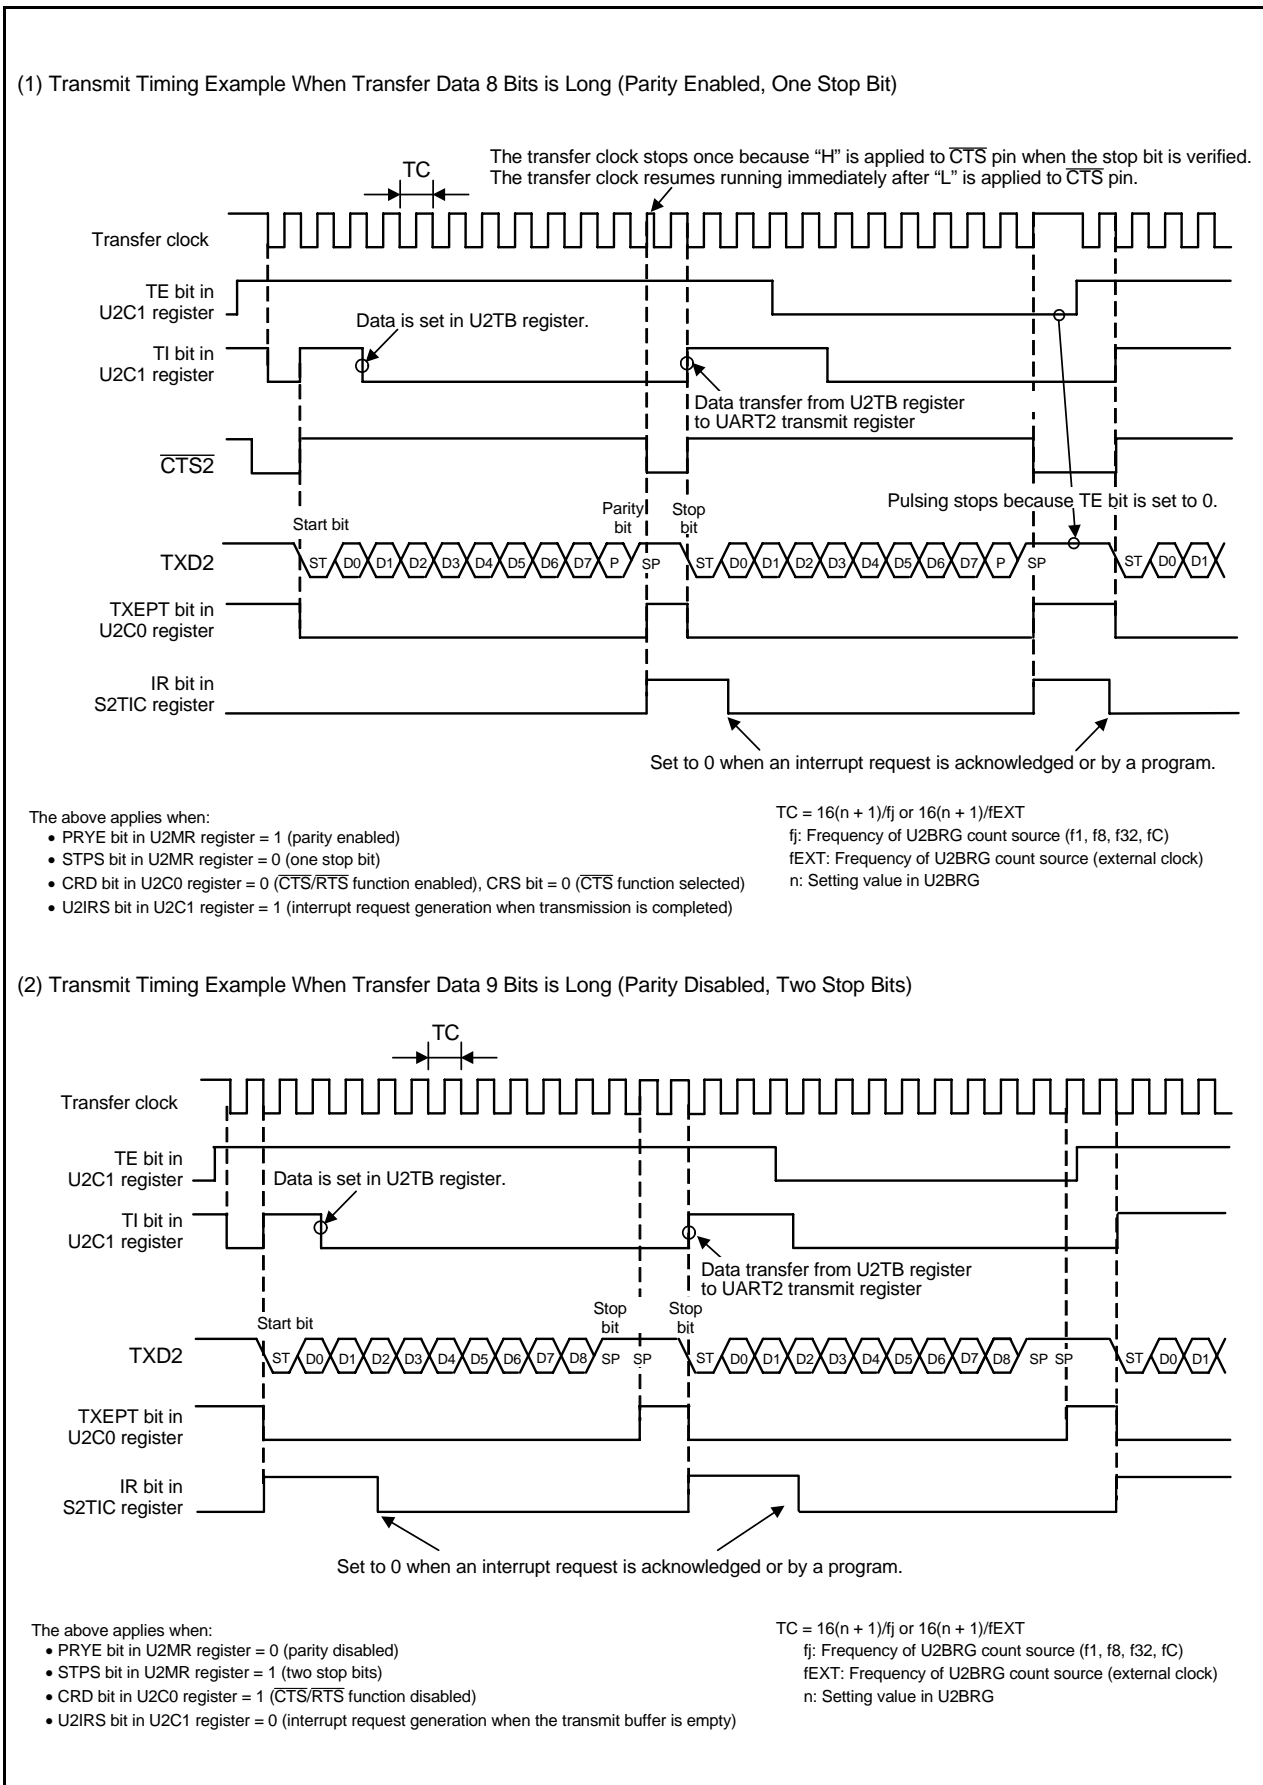 (1) Transmit Timing Example When Transfer Data 8 Bits is Long (Parity Enabled, One Stop Bit)
The transfer clock stops once because “H” is applied to CTS pin when the stop bit is verified.
The transfer clock resumes running immediately after “L” is applied to CTS pin.
TC
Transfer clock
TE bit in
U2C1 register
Data is set in U2TB register.
TI bit in
U2C1 register
Data transfer from U2TB register
to UART2 transmit register
CTS2
Pulsing stops because TE bit is set to 0.
Start bit
Parity
bit
Stop
bit
TXD2
ST D0 D1 D2 D3 D4 D5 D6 D7 P SP ST D0 D1 D2 D3 D4 D5 D6 D7 P SP ST D0 D1
TXEPT bit in
U2C0 register
IR bit in
S2TIC register
Set to 0 when an interrupt request is acknowledged or by a program.
The above applies when:
• PRYE bit in U2MR register = 1 (parity enabled)
• STPS bit in U2MR register = 0 (one stop bit)
• CRD bit in U2C0 register = 0 (CTS/RTS function enabled), CRS bit = 0 (CTS function selected)
• U2IRS bit in U2C1 register = 1 (interrupt request generation when transmission is completed)
TC = 16(n + 1)/fj or 16(n + 1)/fEXT
fj: Frequency of U2BRG count source (f1, f8, f32, fC)
fEXT: Frequency of U2BRG count source (external clock)
n: Setting value in U2BRG
(2) Transmit Timing Example When Transfer Data 9 Bits is Long (Parity Disabled, Two Stop Bits)
TC
Transfer clock
TE bit in
U2C1 register
Data is set in U2TB register.
TI bit in
U2C1 register
Data transfer from U2TB register
to UART2 transmit register
Start bit
Stop
bit
Stop
bit
TXD2
ST D0 D1 D2 D3 D4 D5 D6 D7 D8 SP SP ST D0 D1 D2 D3 D4 D5 D6 D7 D8 SP SP ST D0 D1
TXEPT bit in
U2C0 register
IR bit in
S2TIC register
Set to 0 when an interrupt request is acknowledged or by a program.
The above applies when:
• PRYE bit in U2MR register = 0 (parity disabled)
• STPS bit in U2MR register = 1 (two stop bits)
• CRD bit in U2C0 register = 1 (CTS/RTS function disabled)
• U2IRS bit in U2C1 register = 0 (interrupt request generation when the transmit buffer is empty)
TC = 16(n + 1)/fj or 16(n + 1)/fEXT
fj: Frequency of U2BRG count source (f1, f8, f32, fC)
fEXT: Frequency of U2BRG count source (external clock)
n: Setting value in U2BRG